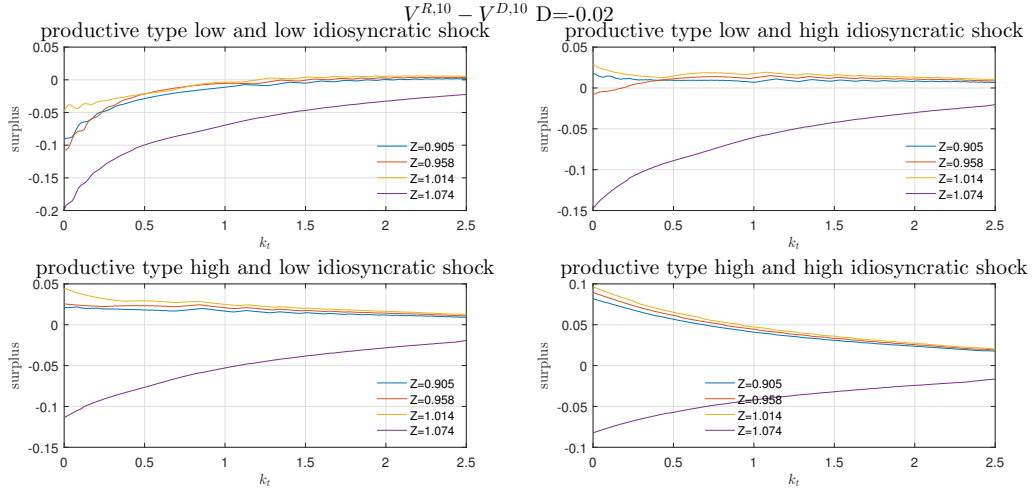 V^{R,10} − V^{D,10} D=-0.02
productive type low and low idiosyncratic shock
0.05
0
-0.05
-0.1
-0.15
-0.2
surplus
Z=0.905
Z=0.958
Z=1.014
Z=1.074
0 0.5 1 1.5 2 2.5
k_t
productive type low and high idiosyncratic shock
0.05
0
-0.05
-0.1
-0.15
surplus
Z=0.905
Z=0.958
Z=1.014
Z=1.074
0 0.5 1 1.5 2 2.5
k_t
productive type high and low idiosyncratic shock
0.05
0
-0.05
-0.1
-0.15
surplus
Z=0.905
Z=0.958
Z=1.014
Z=1.074
0 0.5 1 1.5 2 2.5
k_t
productive type high and high idiosyncratic shock
0.1
0.05
0
-0.05
-0.1
surplus
Z=0.905
Z=0.958
Z=1.014
Z=1.074
0 0.5 1 1.5 2 2.5
k_t